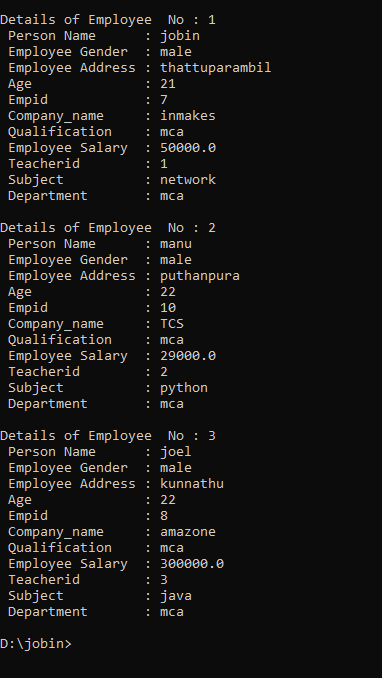 Details of Employee  No : 1
 Person Name      : jobin
 Employee Gender  : male
 Employee Address : thattuparambil
 Age              : 21
 Empid            : 7
 Company_name     : inmakes
 Qualification    : mca
 Employee Salary  : 50000.0
 Teacherid        : 1
 Subject          : network
 Department       : mca

Details of Employee  No : 2
 Person Name      : manu
 Employee Gender  : male
 Employee Address : puthanpura
 Age              : 22
 Empid            : 10
 Company_name     : TCS
 Qualification    : mca
 Employee Salary  : 29000.0
 Teacherid        : 2
 Subject          : python
 Department       : mca

Details of Employee  No : 3
 Person Name      : joel
 Employee Gender  : male
 Employee Address : kunnathu
 Age              : 22
 Empid            : 8
 Company_name     : amazone
 Qualification    : mca
 Employee Salary  : 300000.0
 Teacherid        : 3
 Subject          : java
 Department       : mca

D:\jobin>